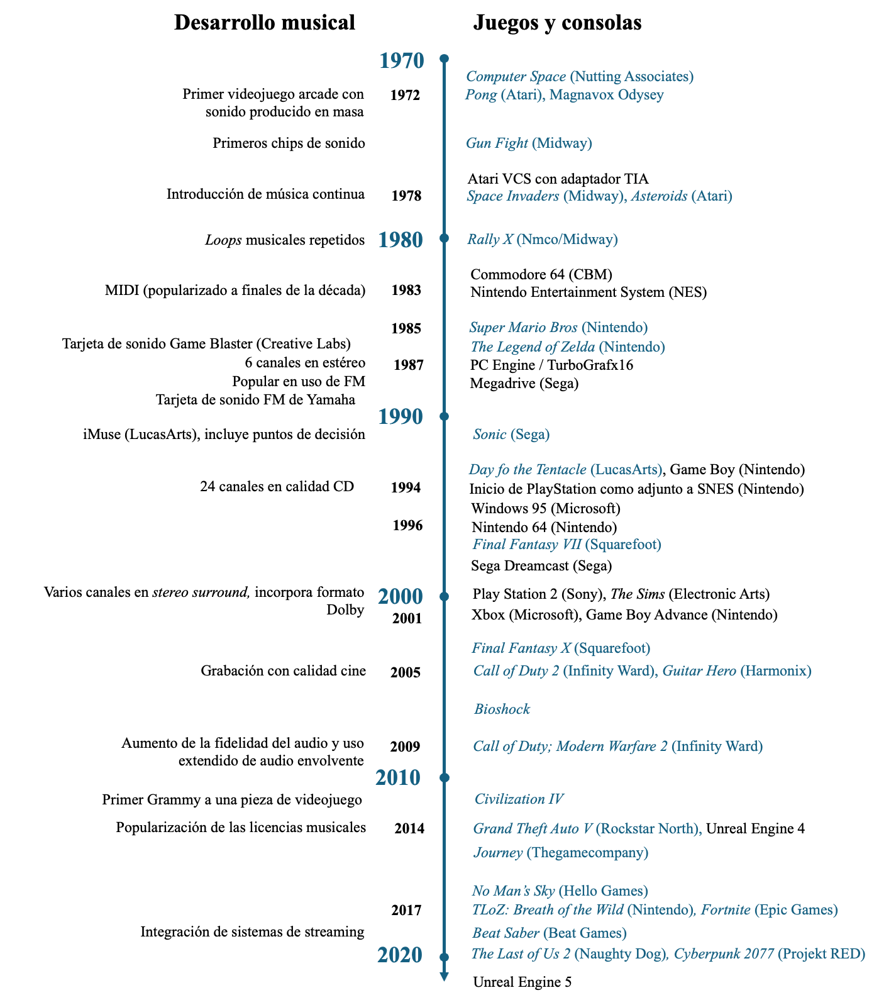 Desarrollo musical
Juegos y consolas
1970
Computer Space (Nutting Associates)
Primer videojuego arcade con
sonido producido en masa
1972
Pong (Atari), Magnavox Odysey
Primeros chips de sonido
Gun Fight (Midway)
Atari VCS con adaptador TIA
Introducción de música continua
1978
Space Invaders (Midway), Asteroids (Atari)
Loops musicales repetidos
1980
Rally X (Nmco/Midway)
Commodore 64 (CBM)
MIDI (popularizado a finales de la década)
1983
Nintendo Entertainment System (NES)
1985
Super Mario Bros (Nintendo)
Tarjeta de sonido Game Blaster (Creative Labs)
The Legend of Zelda (Nintendo)
6 canales en estéreo
1987
PC Engine / TurboGrafx16
Popular en uso de FM
Megadrive (Sega)
Tarjeta de sonido FM de Yamaha
1990
iMuse (LucasArts), incluye puntos de decisión
Sonic (Sega)
Day fo the Tentacle (LucasArts), Game Boy (Nintendo)
24 canales en calidad CD
1994
Inicio de PlayStation como adjunto a SNES (Nintendo)
Windows 95 (Microsoft)
1996
Nintendo 64 (Nintendo)
Final Fantasy VII (Squarefoot)
Sega Dreamcast (Sega)
Varios canales en stereo surround, incorpora formato
Dolby
2000
Play Station 2 (Sony), The Sims (Electronic Arts)
2001
Xbox (Microsoft), Game Boy Advance (Nintendo)
Final Fantasy X (Squarefoot)
Grabación con calidad cine
2005
Call of Duty 2 (Infinity Ward), Guitar Hero (Harmonix)
Bioshock
Aumento de la fidelidad del audio y uso
extendido de audio envolvente
2009
Call of Duty; Modern Warfare 2 (Infinity Ward)
2010
Primer Grammy a una pieza de videojuego
Civilization IV
Popularización de las licencias musicales
2014
Grand Theft Auto V (Rockstar North), Unreal Engine 4
Journey (Thegamecompany)
No Man’s Sky (Hello Games)
2017
TLoZ: Breath of the Wild (Nintendo), Fortnite (Epic Games)
Integración de sistemas de streaming
Beat Saber (Beat Games)
2020
The Last of Us 2 (Naughty Dog), Cyberpunk 2077 (Projekt RED)
Unreal Engine 5